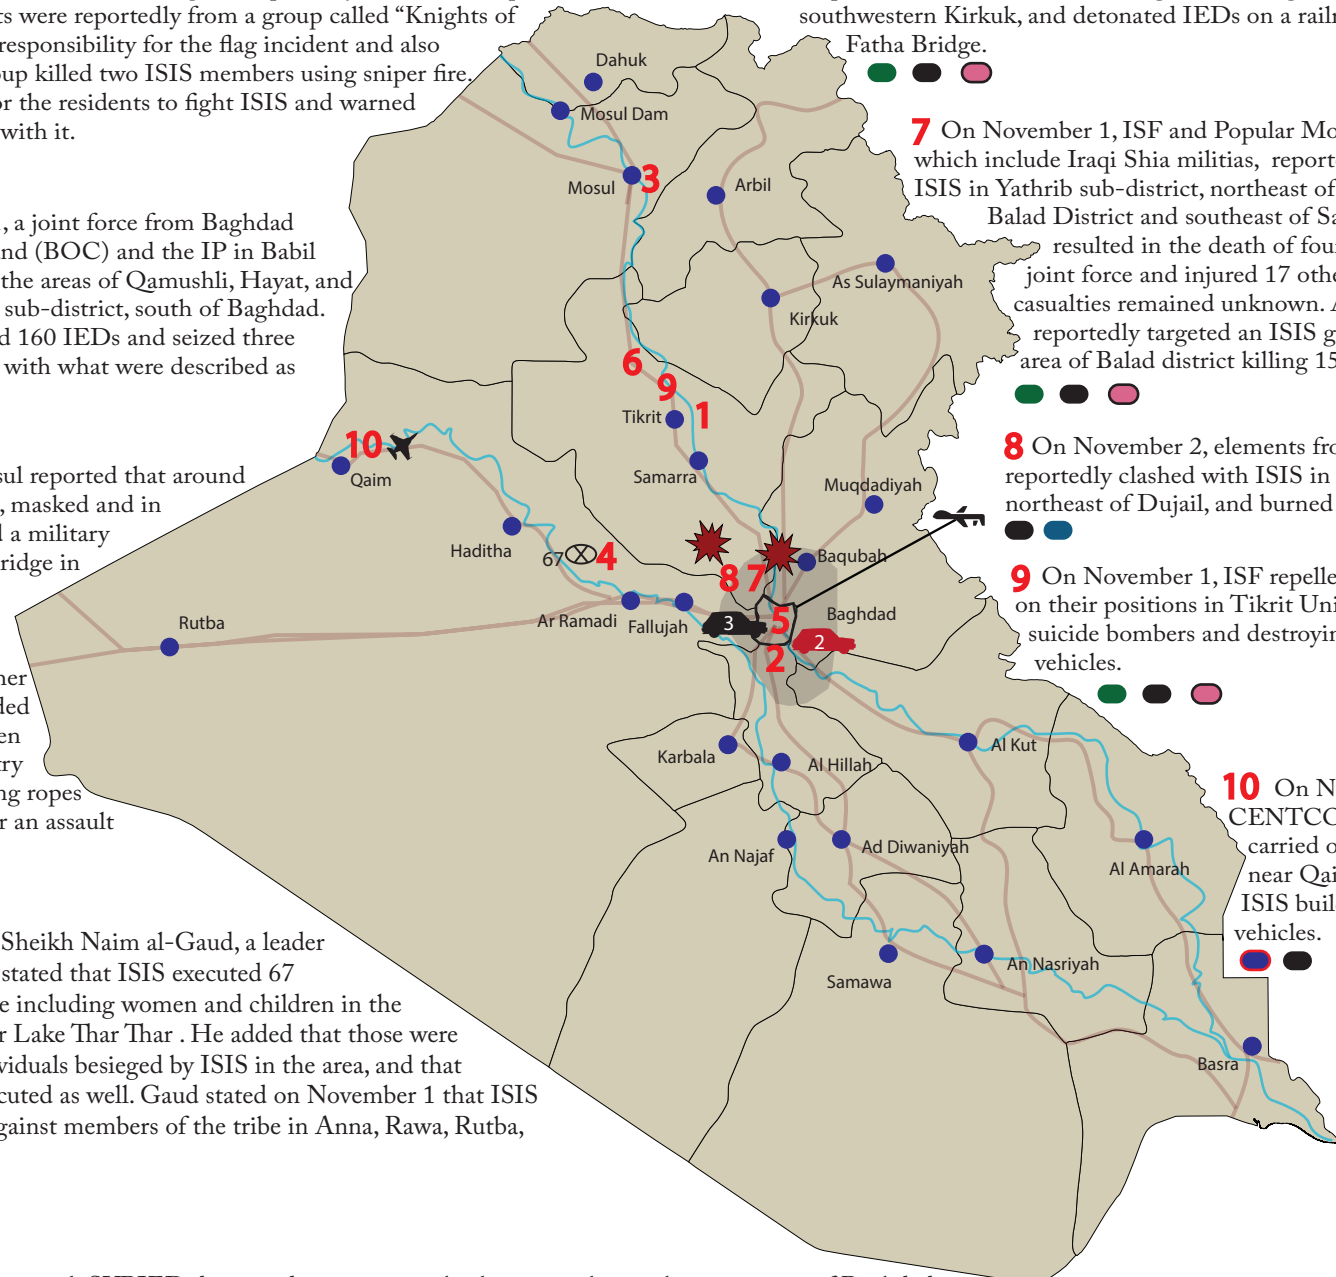 ts were reportedly from a group called “Knights of
responsibility for the flag incident and also
oup killed two ISIS members using sniper fire.
or the residents to fight ISIS and warned
with it.
, a joint force from Baghdad
and (BOC) and the IP in Babil
the areas of Qamushli, Hayat, and
sub-district, south of Baghdad.
d 160 IEDs and seized three
with what were described as
sul reported that around
, masked and in
d a military
ridge in
her
ded
en
try
ng ropes
r an assault
Sheikh Naim al-Gaud, a leader
stated that ISIS executed 67
e including women and children in the
r Lake Thar Thar . He added that those were
viduals besieged by ISIS in the area, and that
cuted as well. Gaud stated on November 1 that ISIS
gainst members of the tribe in Anna, Rawa, Rutba,
southwestern Kirkuk, and detonated IEDs on a railr
Fatha Bridge.
7 On November 1, ISF and Popular Mo
which include Iraqi Shia militias, report
ISIS in Yathrib sub-district, northeast of
Balad District and southeast of Sa
resulted in the death of four
joint force and injured 17 othe
casualties remained unknown. A
reportedly targeted an ISIS g
area of Balad district killing 15
8 On November 2, elements fro
reportedly clashed with ISIS in
northeast of Dujail, and burned
9 On November 1, ISF repelle
on their positions in Tikrit Uni
suicide bombers and destroyin
vehicles.
10 On N
CENTCO
carried o
near Qai
ISIS buil
vehicles.
Dahuk
Mosul Dam
Mosul
3
Arbil
As Sulaymaniyah
Kirkuk
6
9
1
Tikrit
Samarra
10
Qaim
Muqdadiyah
Haditha
67
4
Baqubah
8
7
Ar Ramadi
Fallujah
3
5
Baghdad
2
2
Rutba
Karbala
Al Hillah
Al Kut
An Najaf
Ad Diwaniyah
Al Amarah
Samawa
An Nasriyah
Basra